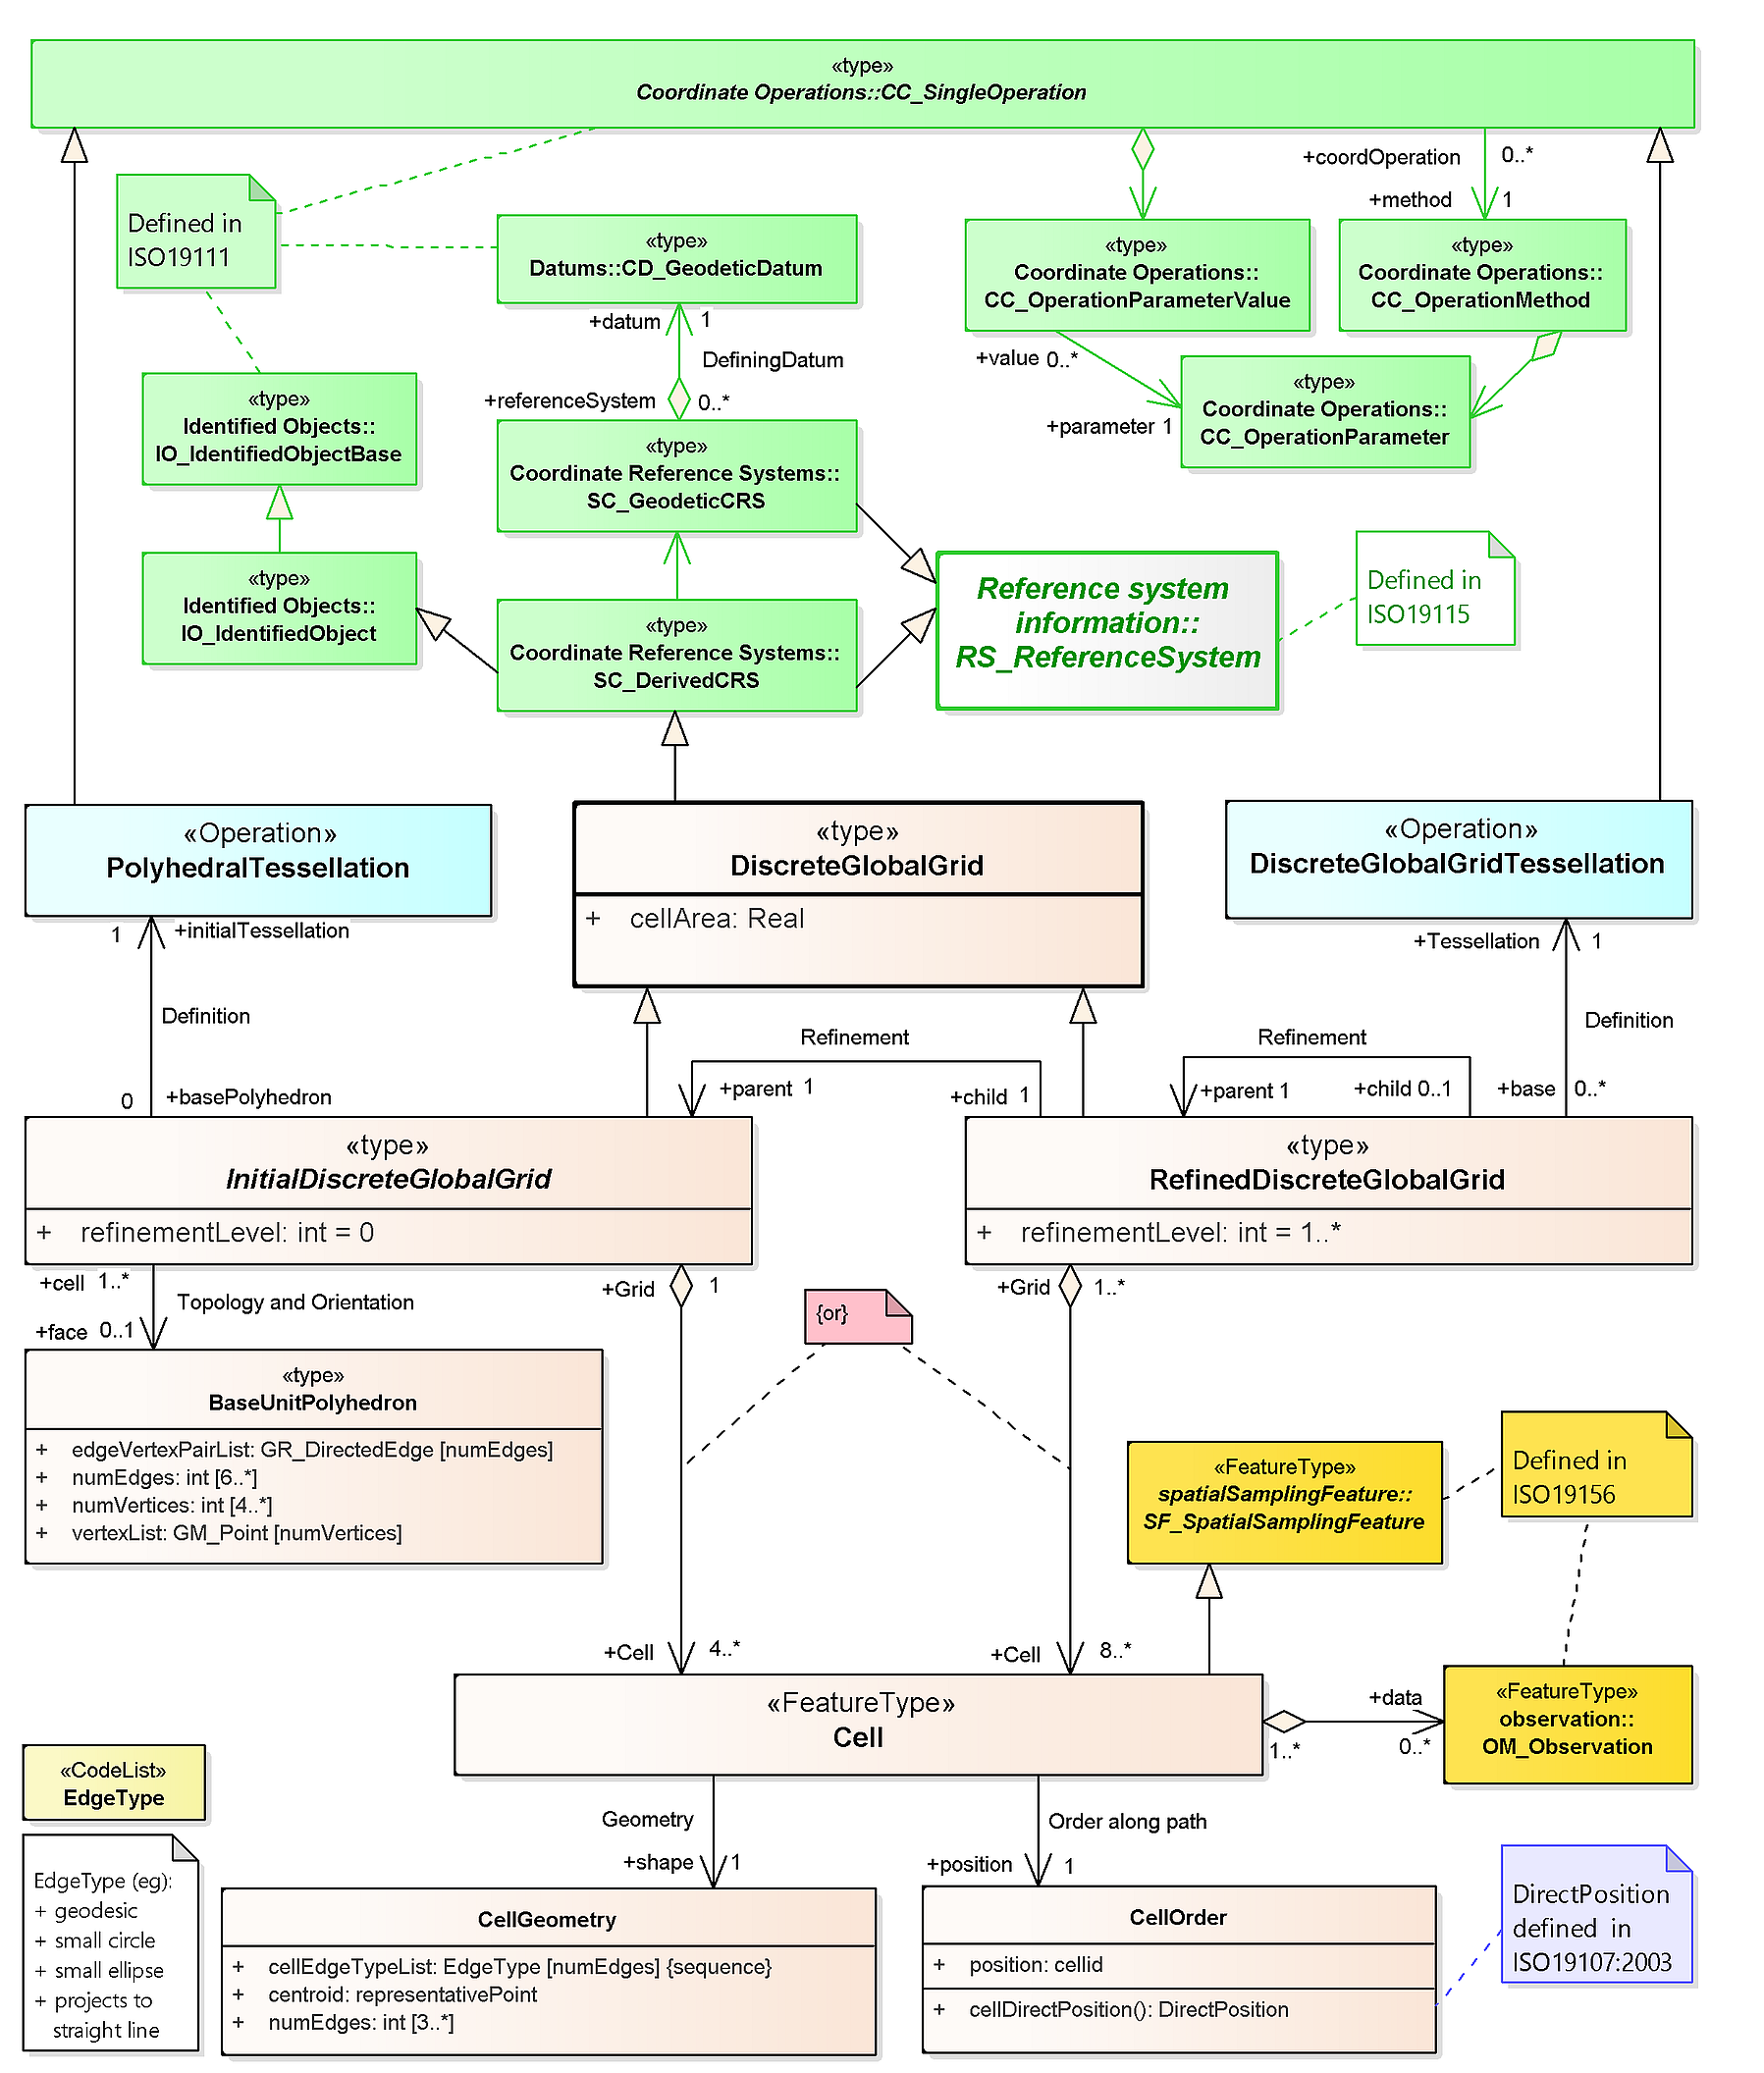 «type»
Coordinate Operations::CC_SingleOperation
+coordOperation 0..*
+method 1
Defined in
ISO19111
«type»
Datums::CD_GeodeticDatum
«type»
Coordinate Operations::
CC_OperationParameterValue
«type»
Coordinate Operations::
CC_OperationMethod
+datum 1
DefiningDatum
+referenceSystem 0..*
+value 0..*
+parameter 1
«type»
Coordinate Operations::
CC_OperationParameter
«type»
Identified Objects::
IO_IdentifiedObjectBase
«type»
Coordinate Reference Systems::
SC_GeodeticCRS
«type»
Identified Objects::
IO_IdentifiedObject
«type»
Coordinate Reference Systems::
SC_DerivedCRS
Reference system
information::
RS_ReferenceSystem
Defined in
ISO19115
«Operation»
PolyhedralTessellation
«type»
DiscreteGlobalGrid
+ cellArea: Real
«Operation»
DiscreteGlobalGridTessellation
1 +initialTessellation
Definition
0 +basePolyhedron
+Tessellation 1
Definition
+base 0..*
Refinement
+parent 1
+child 1
Refinement
+parent 1
+child 0..1
«type»
InitialDiscreteGlobalGrid
+ refinementLevel: int = 0
«type»
RefinedDiscreteGlobalGrid
+ refinementLevel: int = 1..*
+cell 1..*
Topology and Orientation
+face 0..1
+Grid 1
{or}
+Grid 1..*
«type»
BaseUnitPolyhedron
+ edgeVertexPairList: GR_DirectedEdge [numEdges]
+ numEdges: int [6..*]
+ numVertices: int [4..*]
+ vertexList: GM_Point [numVertices]
«FeatureType»
spatialSamplingFeature::
SF_SpatialSamplingFeature
Defined in
ISO19156
+Cell 4..*
+Cell 8..*
«FeatureType»
Cell
+data
1..* 0..*
«FeatureType»
observation::
OM_Observation
«CodeList»
EdgeType
EdgeType (eg):
+ geodesic
+ small circle
+ small ellipse
+ projects to
straight line
Geometry
+shape 1
Order along path
+position 1
CellGeometry
+ cellEdgeTypeList: EdgeType [numEdges] {sequence}
+ centroid: representativePoint
+ numEdges: int [3..*]
CellOrder
+ position: cellid
+ cellDirectPosition(): DirectPosition
DirectPosition
defined in
ISO19107:2003